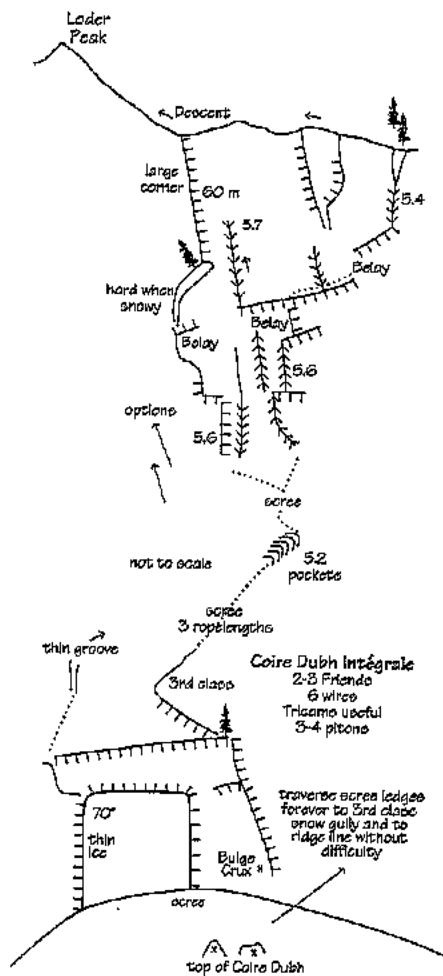 Loder
Peak
Descent
large
corner
60 m
5.7
5.4
Belay
hard when
snowy
Belay
Belay
5.6
options
5.6
scree
not to scale
5.2
pockets
scree
3 ropelengths
thin groove
3rd class
Coire Dubh Intégrale
2-3 Friends
6 wires
Tricams useful
3-4 pitons
70°
thin
ice
traverse scree ledges
forever to 3rd class
snow gully and to
ridge line without
difficulty
Bulge
Crux
scree
top of Coire Dubh